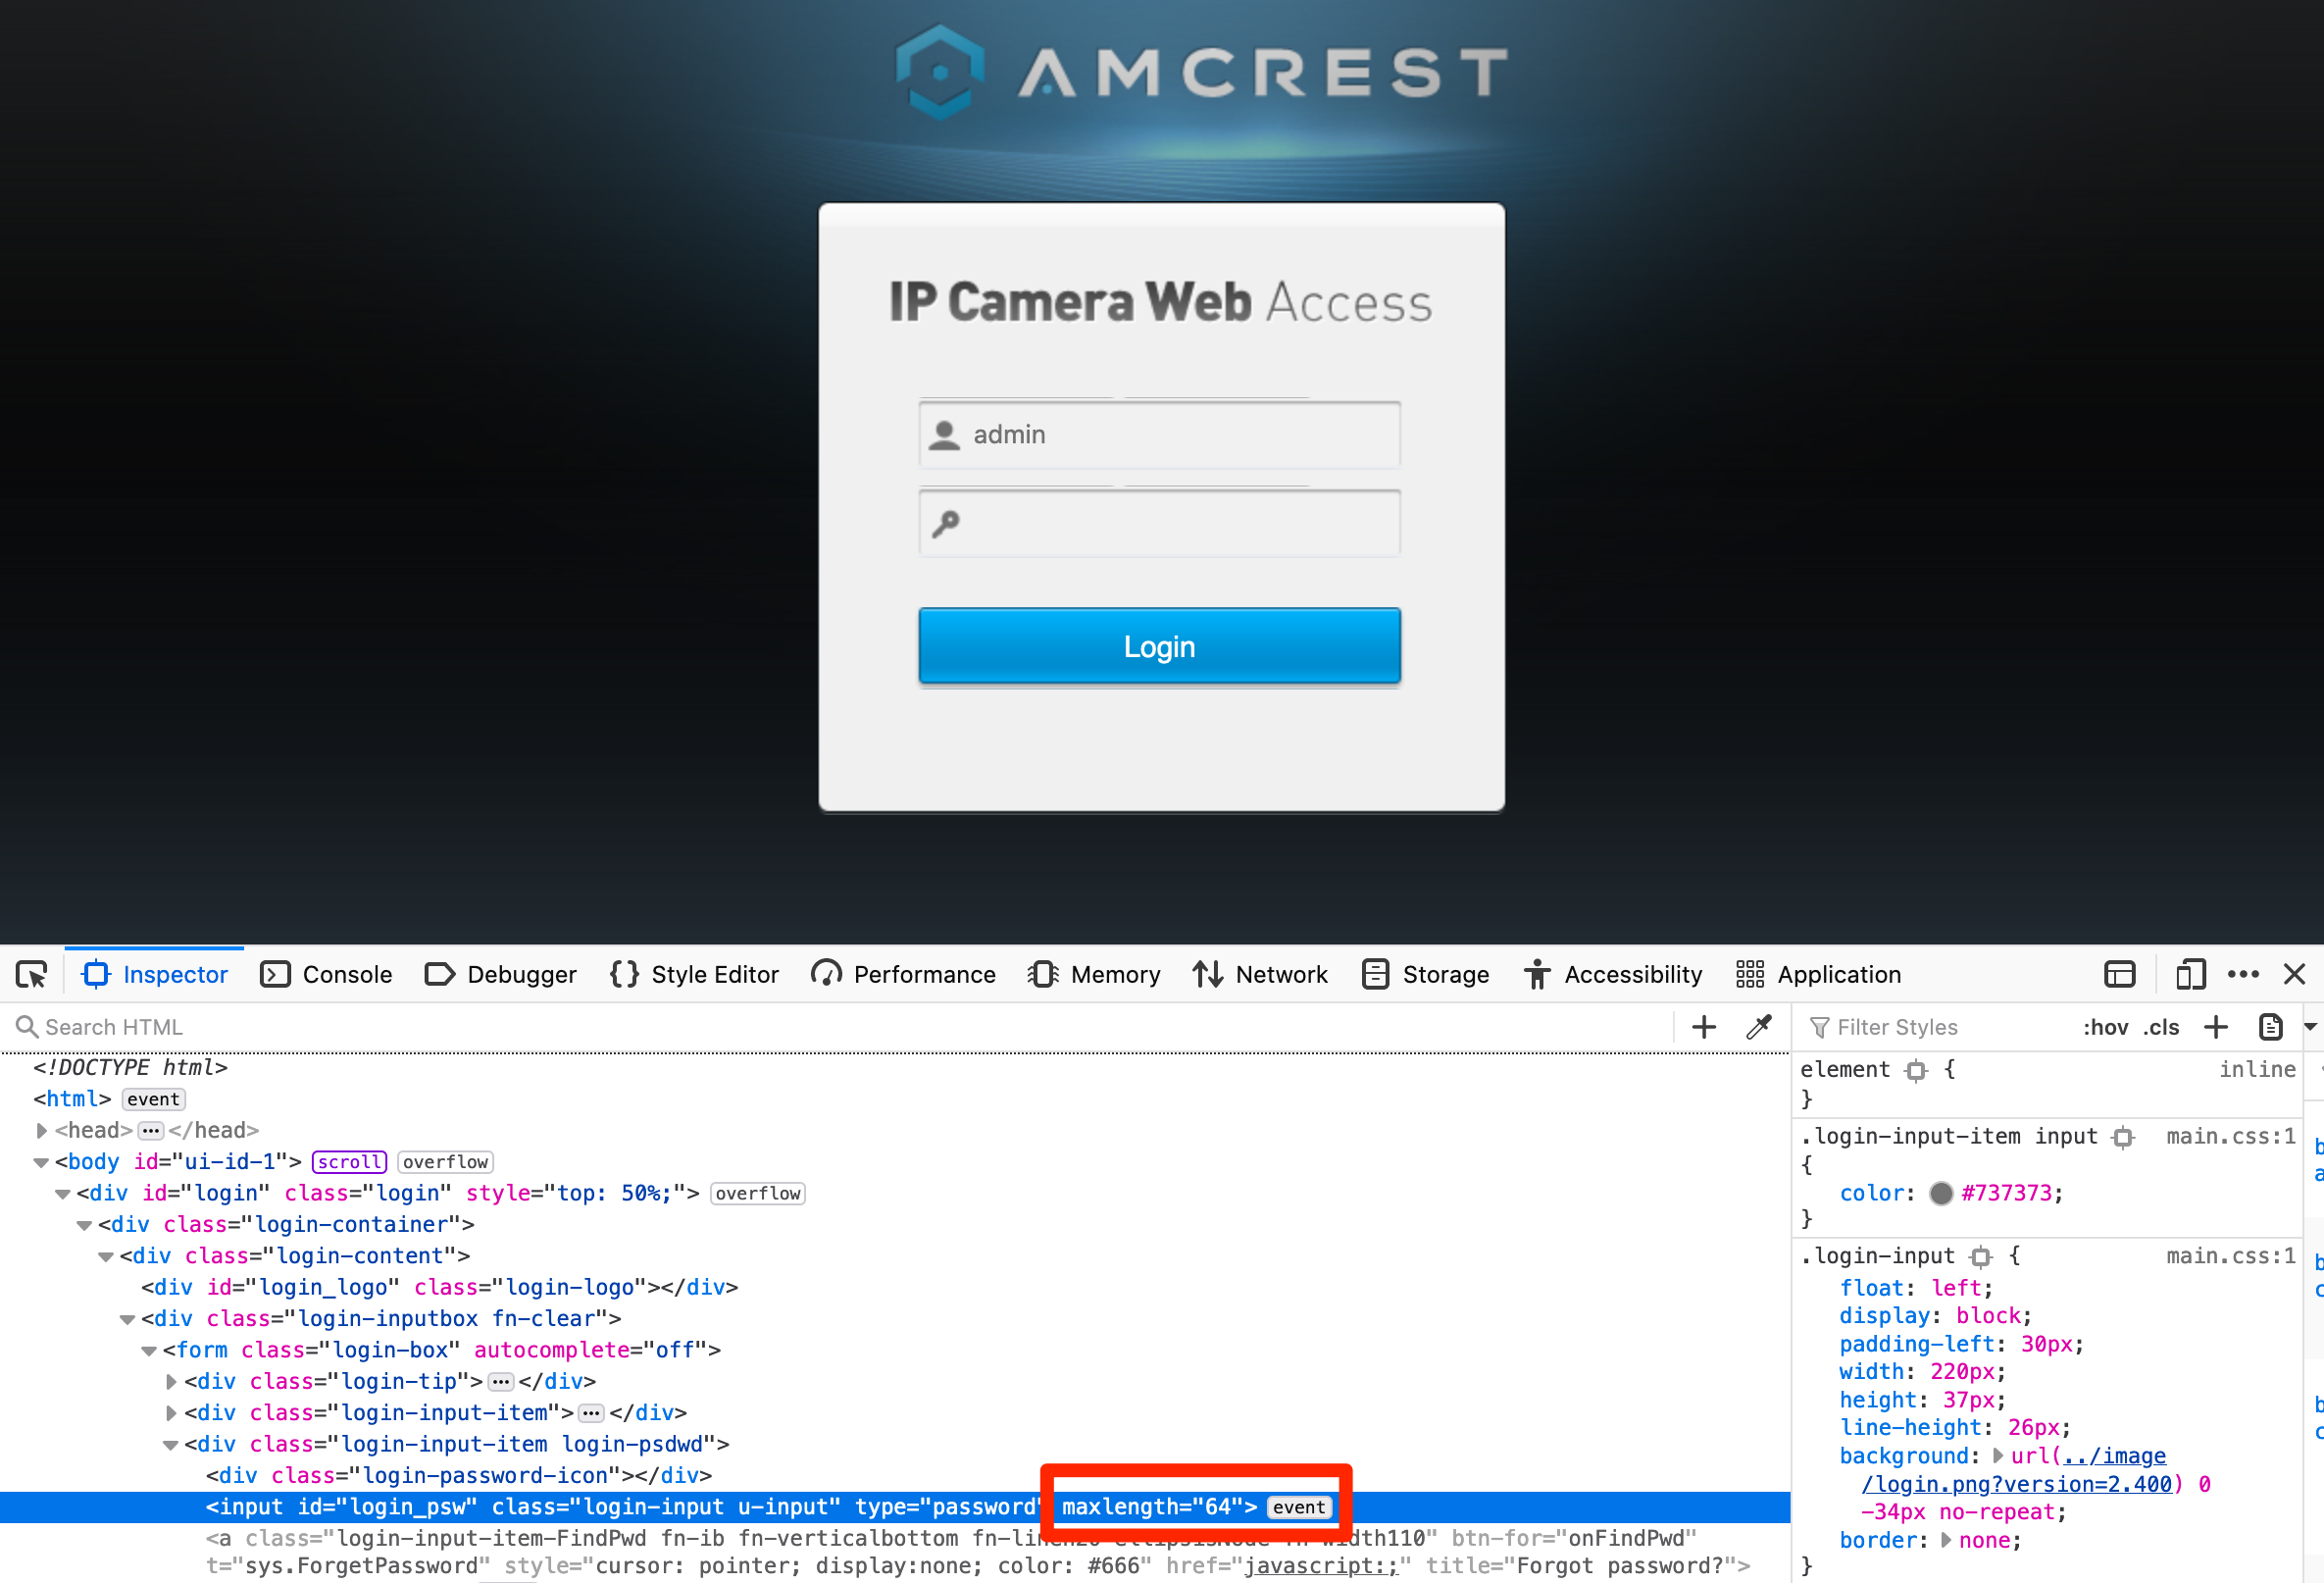 AMCREST
IP Camera Web Access
admin
Login
Inspector Console Debugger {} Style Editor Performance Memory Network Storage Accessibility Application
Search HTML
Filter Styles :hov .cls
<!DOCTYPE html>
<html> event
<head> ••• </head>
<body id="ui-id-1"> scroll overflow
<div id="login" class="login" style="top: 50%;"> overflow
<div class="login-container">
<div class="login-content">
<div id="login_logo" class="login-logo"></div>
<div class="login-inputbox fn-clear">
<form class="login-box" autocomplete="off">
<div class="login-tip"> ••• </div>
<div class="login-input-item"> ••• </div>
<div class="login-input-item login-psdwd">
<div class="login-password-icon"></div>
<input id="login_psw" class="login-input u-input" type="password" maxlength="64"> event
<a class="login-input-item-FindPwd fn-ib fn-verticalbottom btn-for="onFindPwd"
t="sys.ForgetPassword" style="cursor: pointer; display:none; color: #666" href="javascript:;" title="Forgot password?">
element { inline
}
.login-input-item input main.css:1
{
color: #737373;
}
.login-input { main.css:1
float: left;
display: block;
padding-left: 30px;
width: 220px;
height: 37px;
line-height: 26px;
background: url(../image
/login.png?version=2.400) 0
-34px no-repeat;
border: none;
}